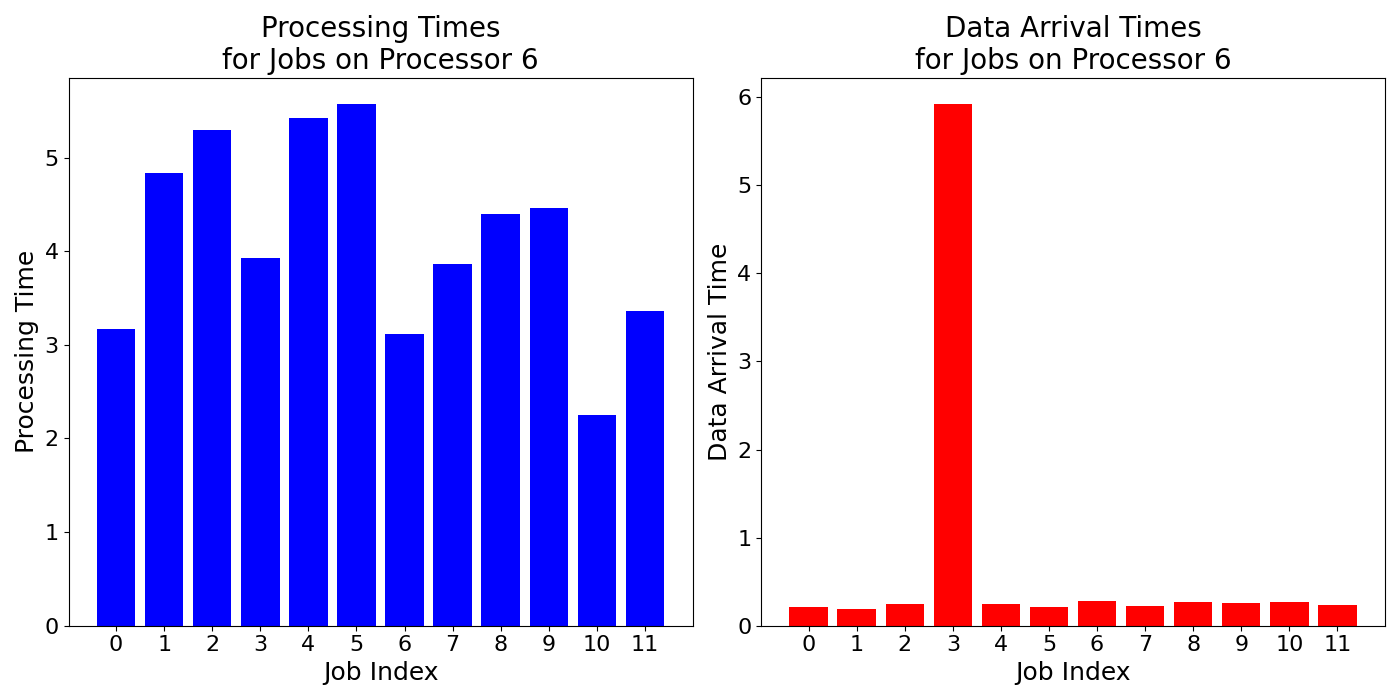 Processing Times
for Jobs on Processor 6
Processing Time
5
4
3
2
1
0
0 1 2 3 4 5 6 7 8 9 10 11
Job Index
Data Arrival Times
for Jobs on Processor 6
Data Arrival Time
6
5
4
3
2
1
0
0 1 2 3 4 5 6 7 8 9 10 11
Job Index